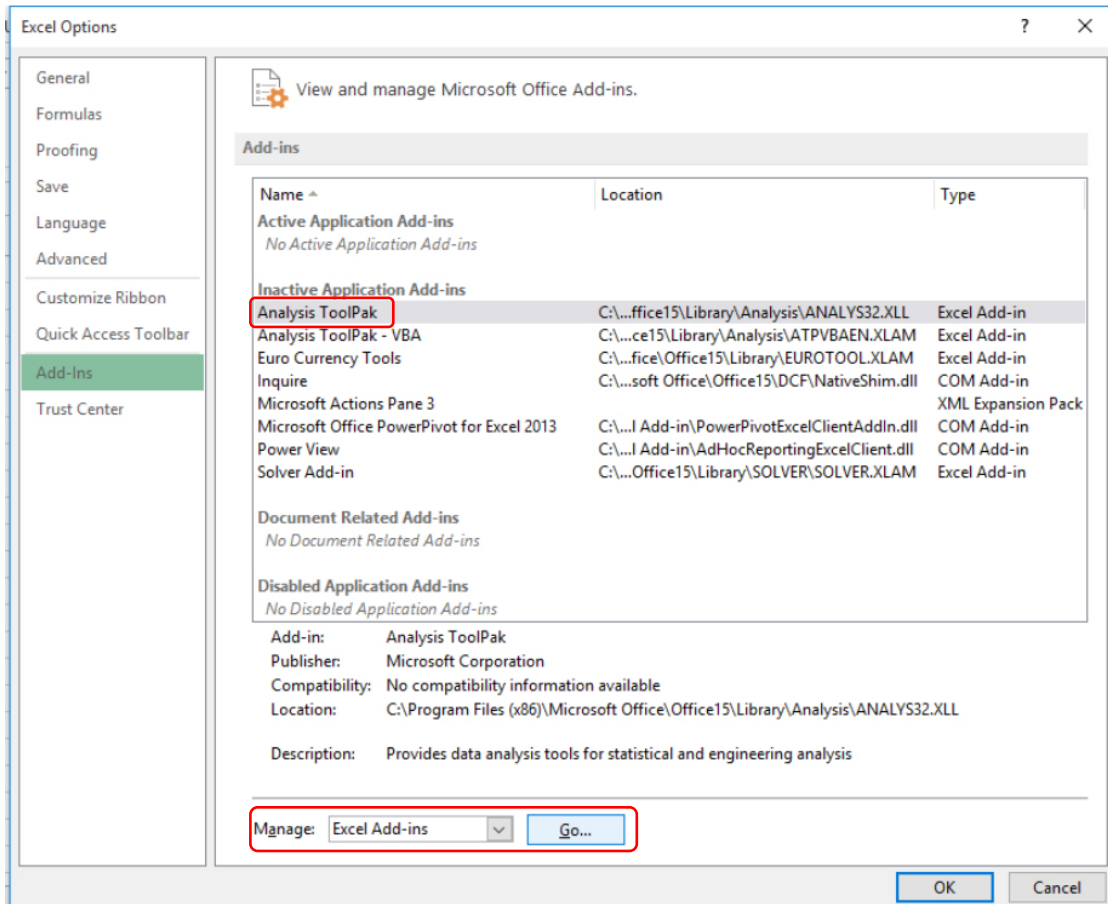 Excel Options ?
General
Formulas
Proofing
Save
Language
Advanced
Customize Ribbon
Quick Access Toolbar
Add-Ins
Trust Center
View and manage Microsoft Office Add-ins.
Add-ins
Name Location Type
Active Application Add-ins
No Active Application Add-ins
Inactive Application Add-ins
Analysis ToolPak C:\...ffice15\Library\Analysis\ANALYS32.XLL Excel Add-in
Analysis ToolPak - VBA C:\...ce15\Library\Analysis\ATPVBAEN.XLAM Excel Add-in
Euro Currency Tools C:\...fice\Office15\Library\EUROTOOL.XLAM Excel Add-in
Inquire C:\...soft Office\Office15\DCF\NativeShim.dll COM Add-in
Microsoft Actions Pane 3 XML Expansion Pack
Microsoft Office PowerPivot for Excel 2013 C:\...l Add-in\PowerPivotExcelClientAddIn.dll COM Add-in
Power View C:\...l Add-in\AdHocReportingExcelClient.dll COM Add-in
Solver Add-in C:\...Office15\Library\SOLVER\SOLVER.XLAM Excel Add-in
Document Related Add-ins
No Document Related Add-ins
Disabled Application Add-ins
No Disabled Application Add-ins
Add-in: Analysis ToolPak
Publisher: Microsoft Corporation
Compatibility: No compatibility information available
Location: C:\Program Files (x86)\Microsoft Office\Office15\Library\Analysis\ANALYS32.XLL
Description: Provides data analysis tools for statistical and engineering analysis
Manage: Excel Add-ins Go...
OK Cancel